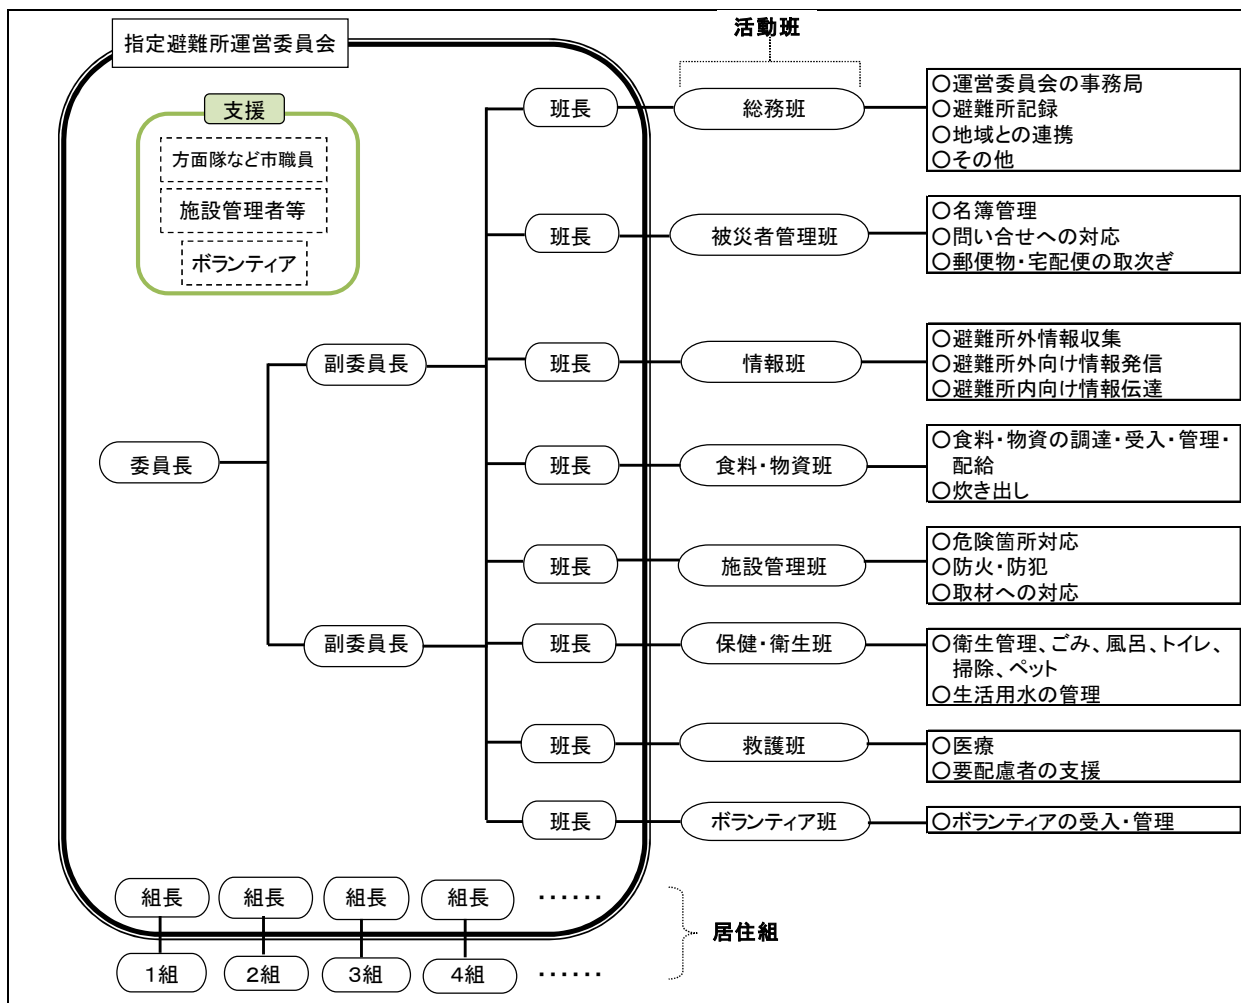 指定避難所運営委員会
支援
方面隊など市職員
施設管理者等
ボランティア
委員長
副委員長
副委員長
活動班
班長
総務班
○運営委員会の事務局
○避難所記録
○地域との連携
○その他
班長
被災者管理班
○名簿管理
○問い合せへの対応
○郵便物・宅配便の取次ぎ
班長
情報班
○避難所外情報収集
○避難所外向け情報発信
○避難所内向け情報伝達
班長
食料・物資班
○食料・物資の調達・受入・管理・
配給
○炊き出し
班長
施設管理班
○危険箇所対応
○防火・防犯
○取材への対応
班長
保健・衛生班
○衛生管理、ごみ、風呂、トイレ、
掃除、ペット
○生活用水の管理
班長
救護班
○医療
○要配慮者の支援
班長
ボランティア班
○ボランティアの受入・管理
組長 組長 組長 組長 ‥‥‥
居住組
1組 2組 3組 4組 ‥‥‥